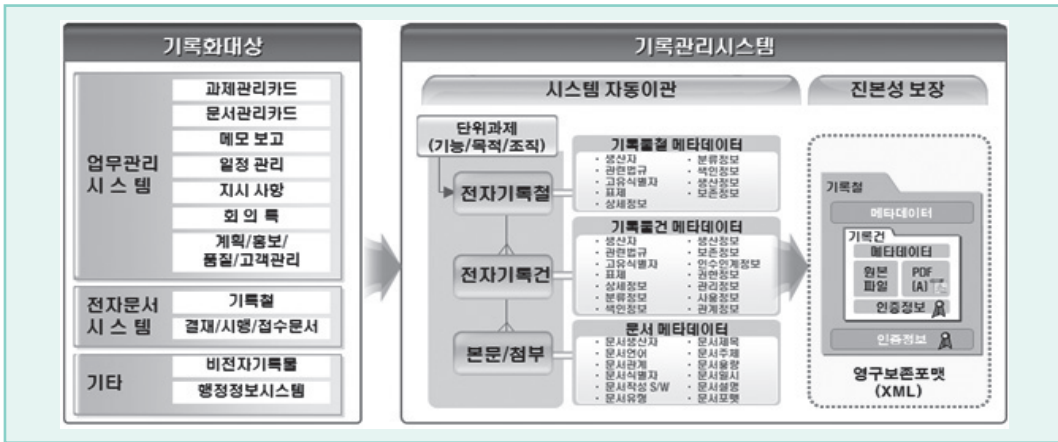 기록화대상
업무관리
시 스 템
과제관리카드
문서관리카드
메모 보고
일정 관리
지시 사망
회 의 특
계획/홍보/
품질/고객관리
전자문서
시 스 템
기록철
결재/시행/접수문서
기타
비전자기록물
행정정보시스템
기록관리시스템
시스템 자동이관
단위과제
(기능/목적/조직)
전자기록철
전자기록건
본문/첨부
기록물철 메타데이터
· 생산자
· 관련법규
· 고유식별자
· 표제
· 상세정보
· 분류정보
· 색인정보
· 생산정보
· 보존정보
기록물건 메타데이터
· 생산자
· 관련법규
· 고유식별자
· 표제
· 상세정보
· 분류정보
· 색인정보
· 생산정보
· 보존정보
· 인수인계정보
· 권한정보
· 관리정보
· 사용정보
· 관계정보
문서 메타데이터
· 문서생산자
· 문서언어
· 문서관계
· 문서식별자
· 문서작성 S/W
· 문서유형
· 문서제목
· 문서주제
· 문서용량
· 문서일시
· 문서설명
· 문서포맷
진본성 보장
기록철
메타데이터
기록건
메타데이터
원본
파일
PDF
(A)
인증정보
인증정보
영구보존포맷
(XML)